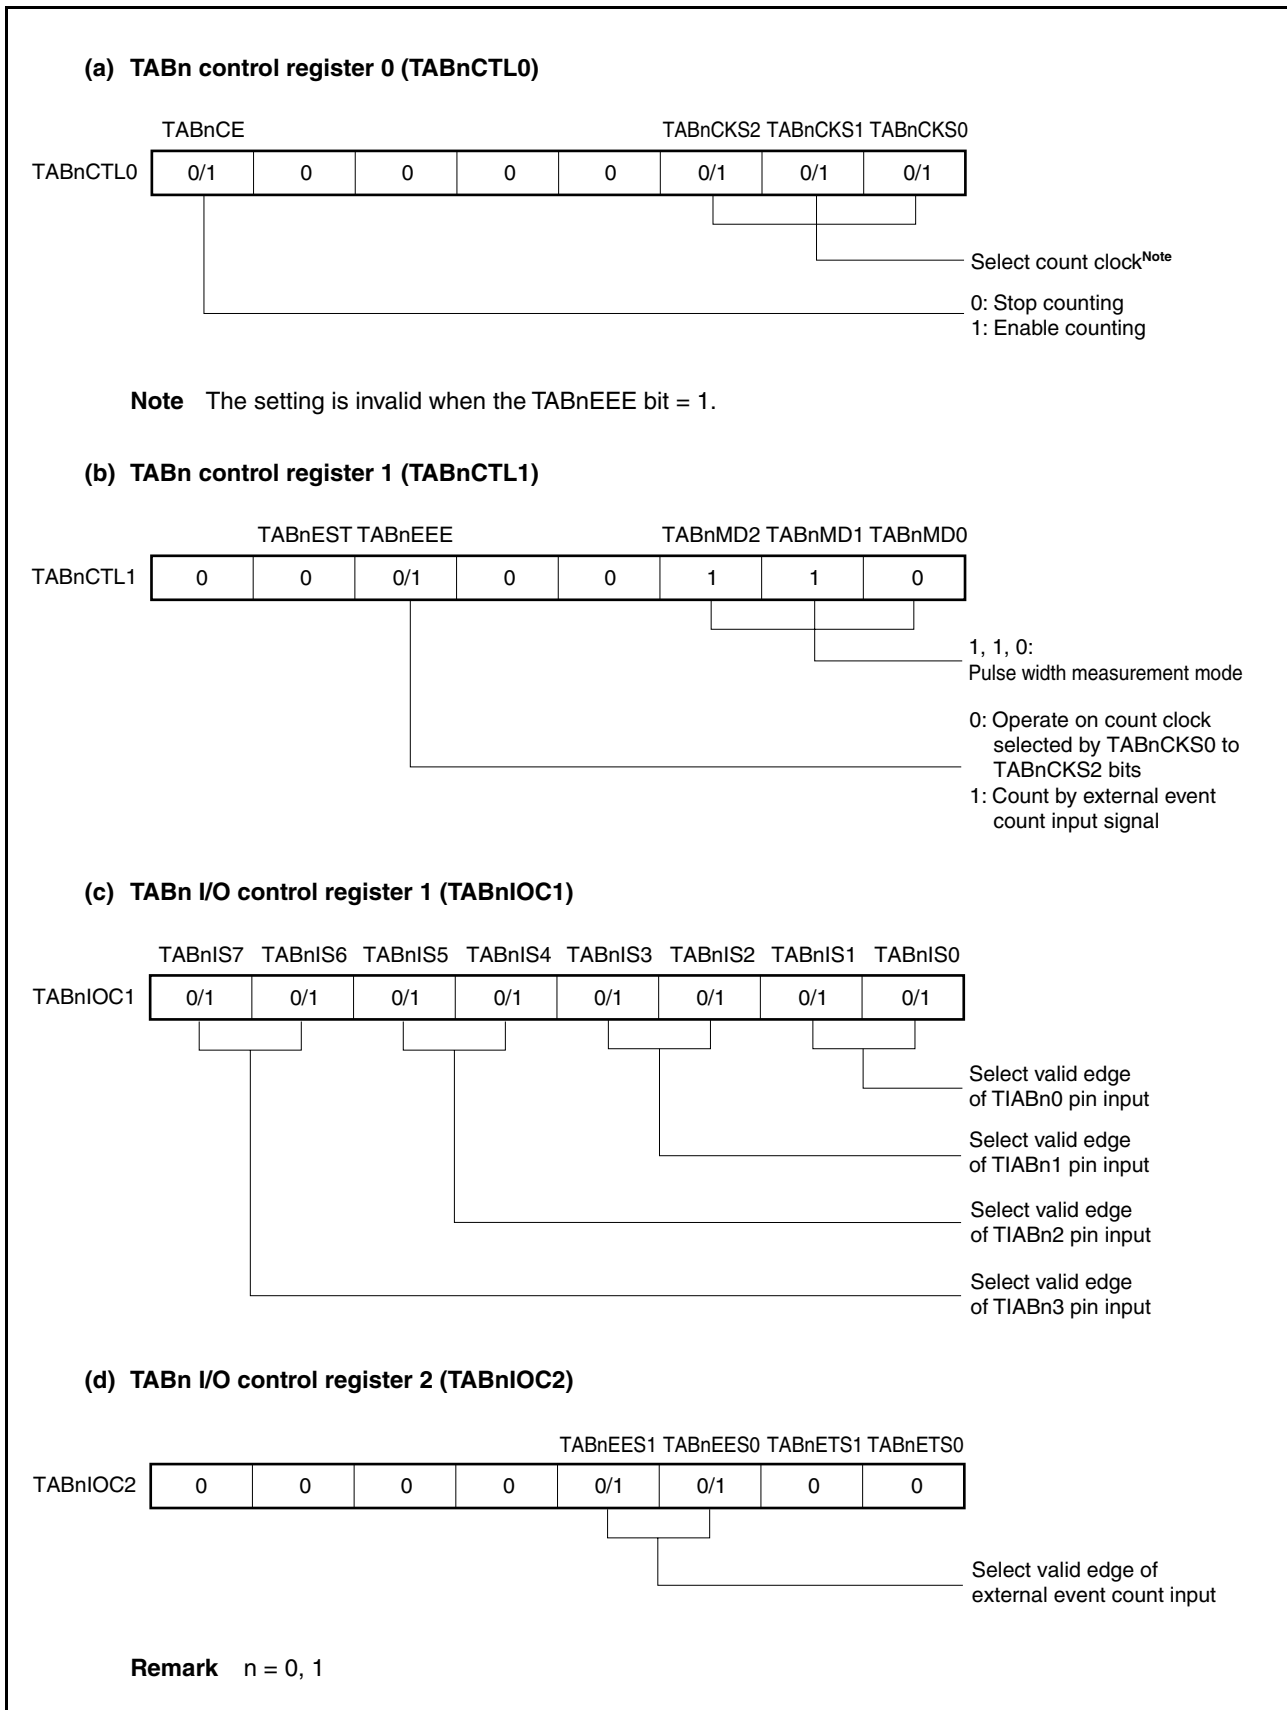 (a) TABn control register 0 (TABnCTL0)
TABnCE TABnCKS2 TABnCKS1 TABnCKS0
TABnCTL0 0/1 0 0 0 0 0/1 0/1 0/1
Select count clockNote
0: Stop counting
1: Enable counting
Note The setting is invalid when the TABnEEE bit = 1.
(b) TABn control register 1 (TABnCTL1)
TABnEST TABnEEE TABnMD2 TABnMD1 TABnMD0
TABnCTL1 0 0 0/1 0 0 1 1 0
1, 1, 0:
Pulse width measurement mode
0: Operate on count clock
selected by TABnCKS0 to
TABnCKS2 bits
1: Count by external event
count input signal
(c) TABn I/O control register 1 (TABnIOC1)
TABnIS7 TABnIS6 TABnIS5 TABnIS4 TABnIS3 TABnIS2 TABnIS1 TABnIS0
TABnIOC1 0/1 0/1 0/1 0/1 0/1 0/1 0/1 0/1
Select valid edge
of TIABn0 pin input
Select valid edge
of TIABn1 pin input
Select valid edge
of TIABn2 pin input
Select valid edge
of TIABn3 pin input
(d) TABn I/O control register 2 (TABnIOC2)
TABnEES1 TABnEES0 TABnETS1 TABnETS0
TABnIOC2 0 0 0 0 0/1 0/1 0 0
Select valid edge of
external event count input
Remark n = 0, 1